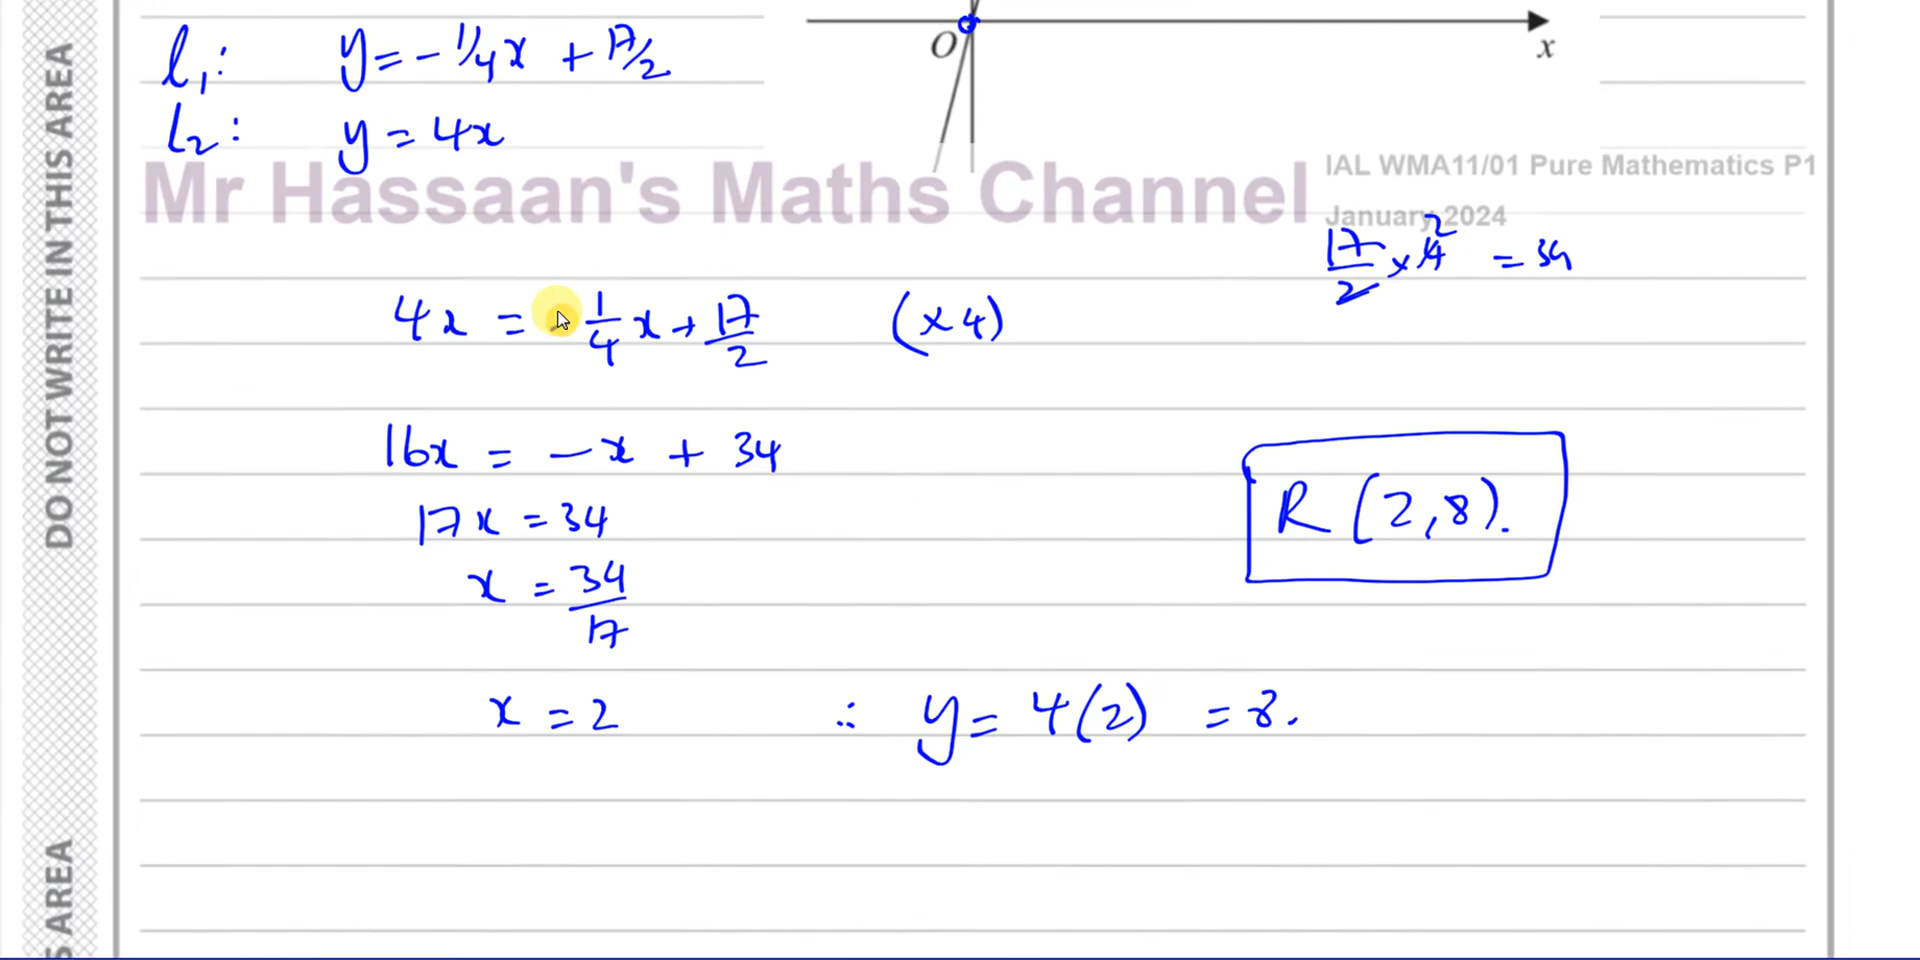 l₁: y = -1/4x + 17/2
O
x
l₂: y = 4x
Mr Hassaan's Maths Channel
IAL WMA11/01 Pure Mathematics P1
January 2024
17/2 × 4 2 = 34
4x = -1/4 x + 17/2 (×4)
16x = -x + 34
17x = 34
R (2,8).
x = 34/17
x = 2 ∴ y = 4(2) = 8.
DO NOT WRITE IN THIS AREA
S AREA